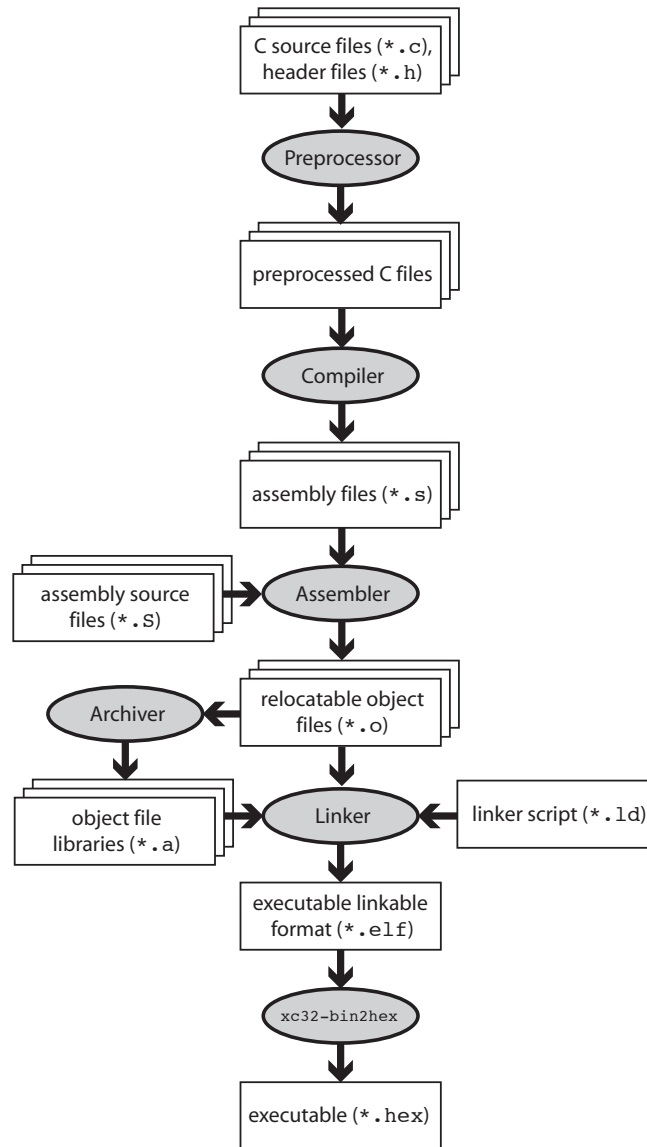 C source files (*.c),
header files (*.h)
Preprocessor
preprocessed C files
Compiler
assembly files (*.s)
assembly source
files (*.S)
Assembler
relocatable object
files (*.o)
Archiver
object file
libraries (*.a)
Linker
linker script (*.ld)
executable linkable
format (*.elf)
xc32-bin2hex
executable (*.hex)